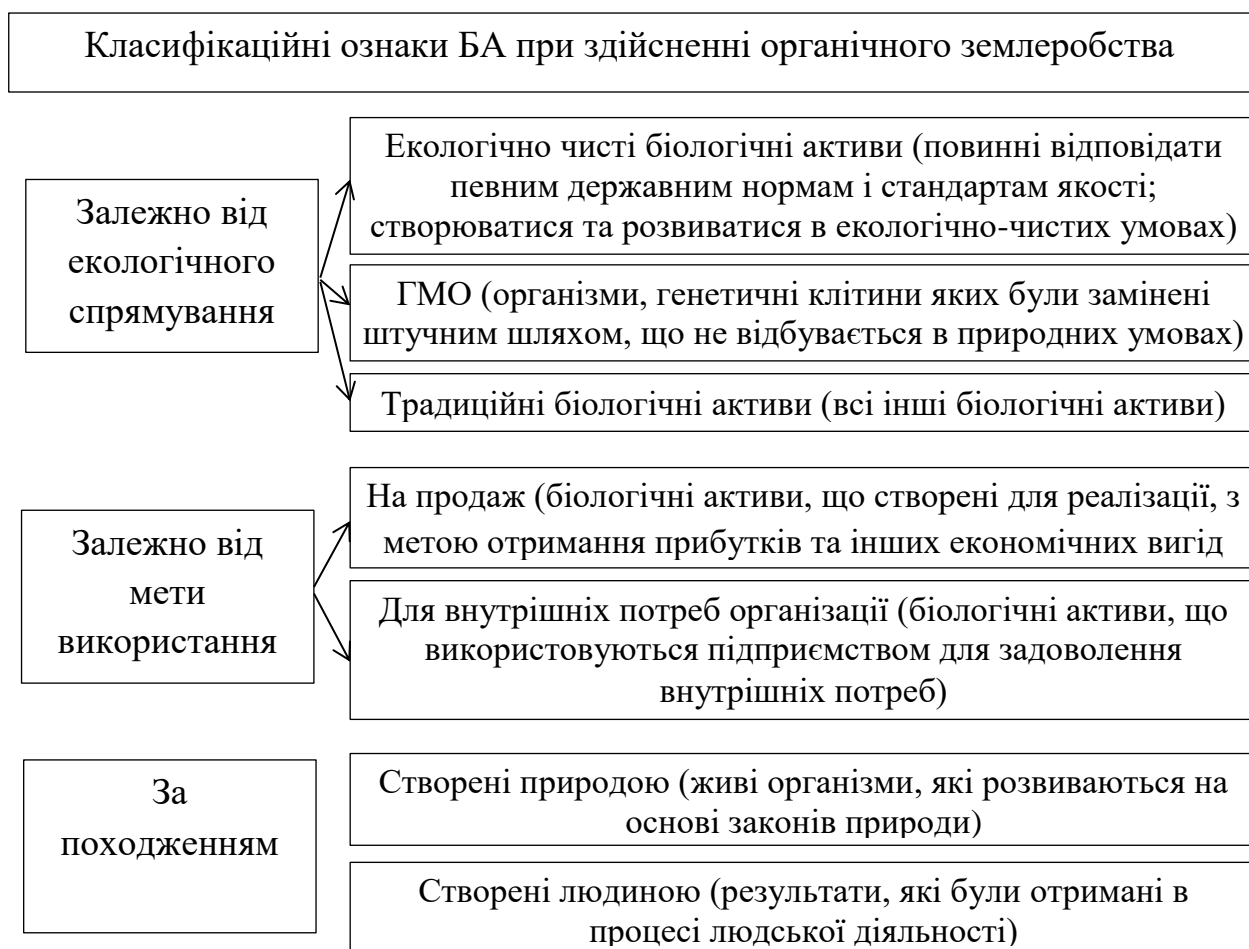 Класифікаційні ознаки БА при здійсненні органічного землеробства
Залежно від
екологічного
спрямування
Екологічно чисті біологічні активи (повинні відповідати
певним державним нормам і стандартам якості;
створюватися та розвиватися в екологічно-чистих умовах)
ГМО (організми, генетичні клітини яких були замінені
штучним шляхом, що не відбувається в природних умовах)
Традиційні біологічні активи (всі інші біологічні активи)
Залежно від
мети
використання
На продаж (біологічні активи, що створені для реалізації, з
метою отримання прибутків та інших економічних вигід
Для внутрішніх потреб організації (біологічні активи, що
використовуються підприємством для задоволення
внутрішніх потреб)
За
походженням
Створені природою (живі організми, які розвиваються на
основі законів природи)
Створені людиною (результати, які були отримані в
процесі людської діяльності)